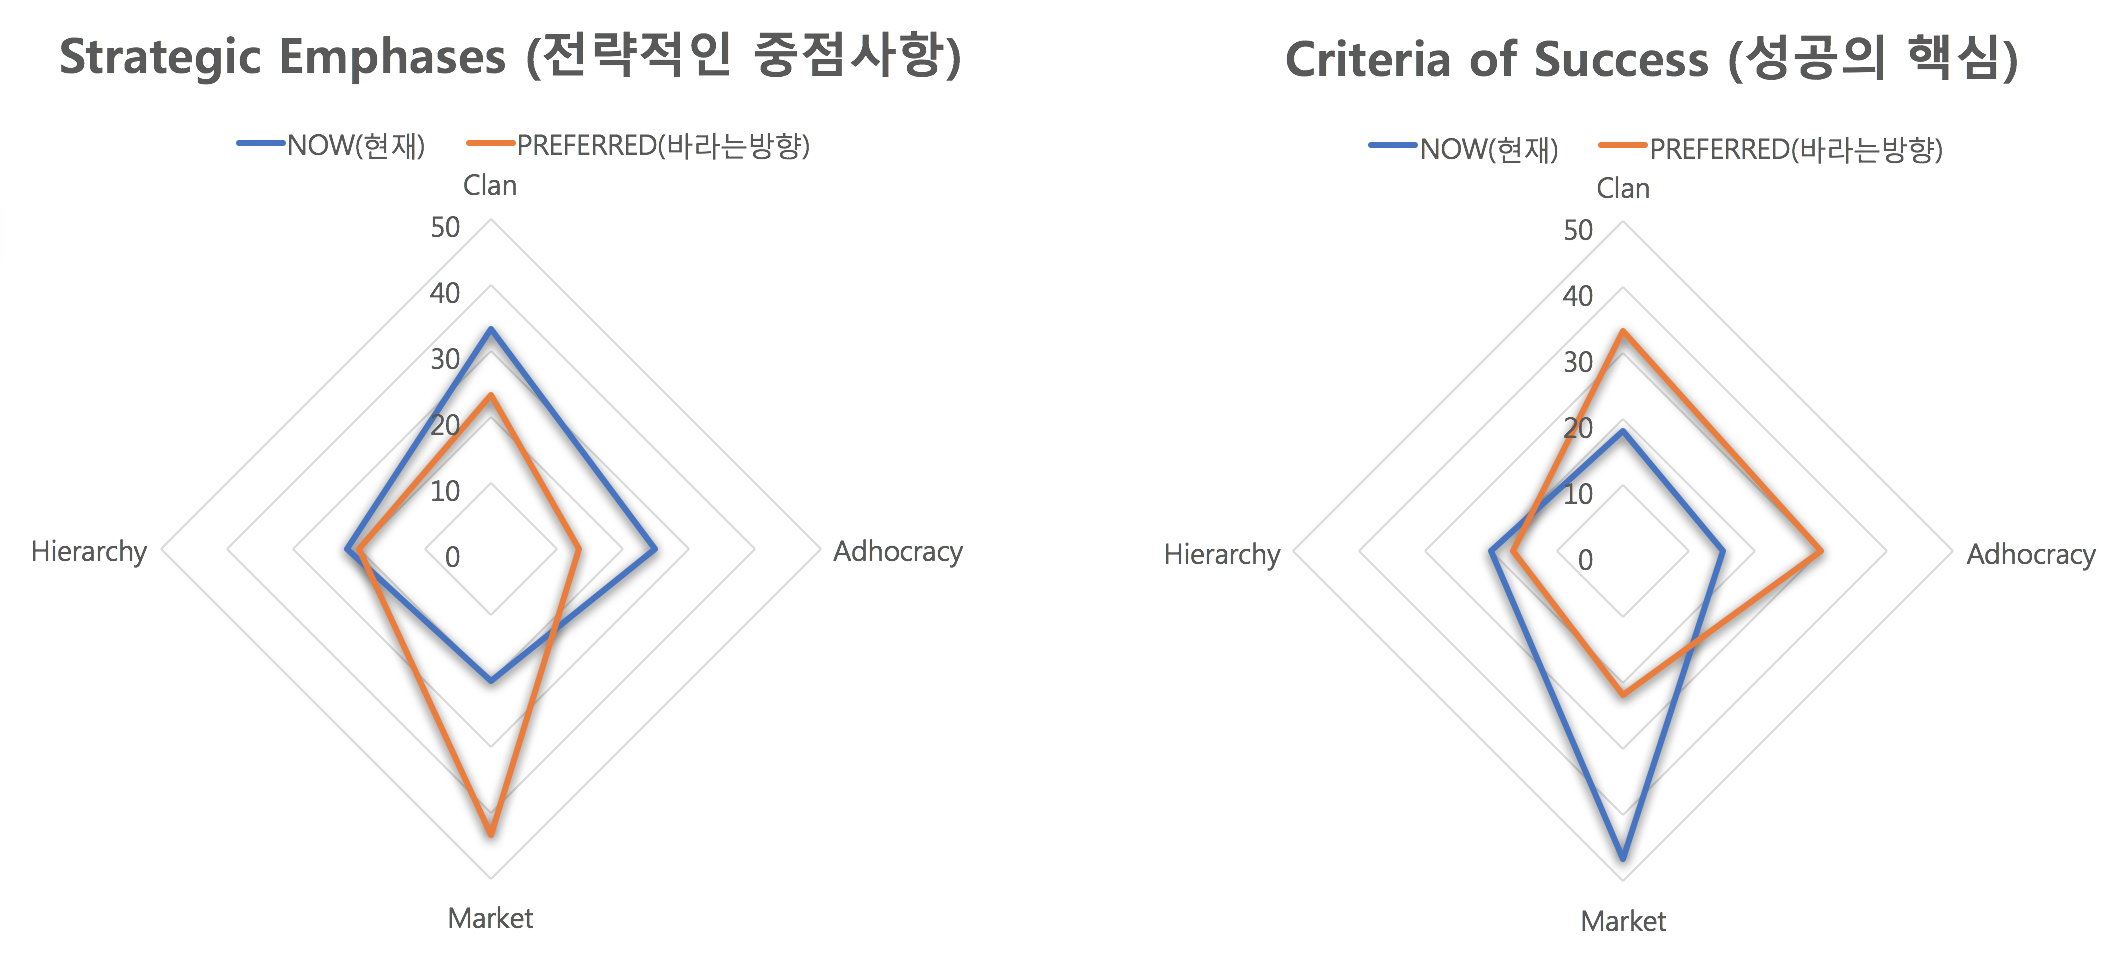 Strategic Emphases (전략적인 중점사항)
NOW(현재) PREFERRED(바라는방향)
Clan
50
40
30
20
10
0
Hierarchy
Adhocracy
Market
Criteria of Success (성공의 핵심)
NOW(현재) PREFERRED(바라는방향)
Clan
50
40
30
20
10
0
Hierarchy
Adhocracy
Market